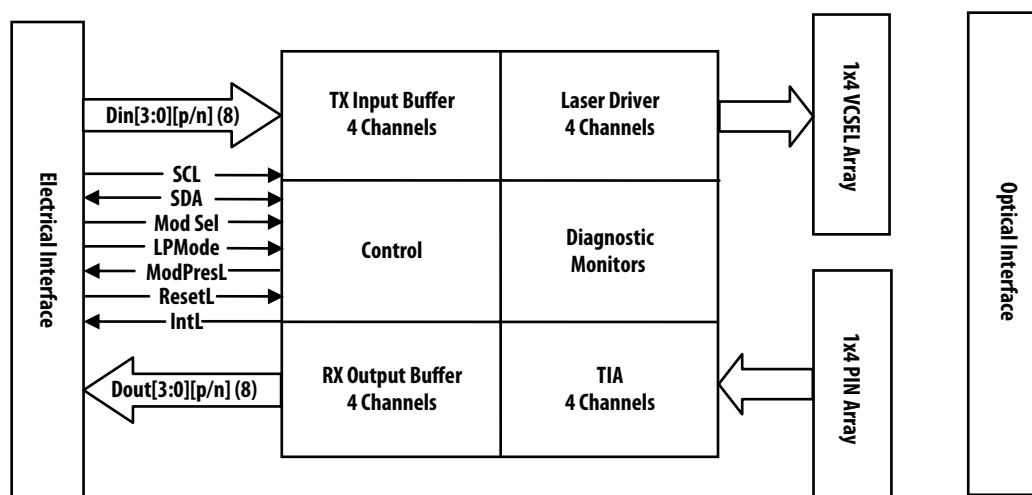 Electrical Interface
Din[3:0][p/n] (8)
SCL
SDA
Mod Sel
LPMode
ModPresL
ResetL
IntL
Dout[3:0][p/n] (8)
TX Input Buffer
4 Channels
Laser Driver
4 Channels
Control
Diagnostic
Monitors
RX Output Buffer
4 Channels
TIA
4 Channels
1x4 VCSEL Array
1x4 PIN Array
Optical Interface